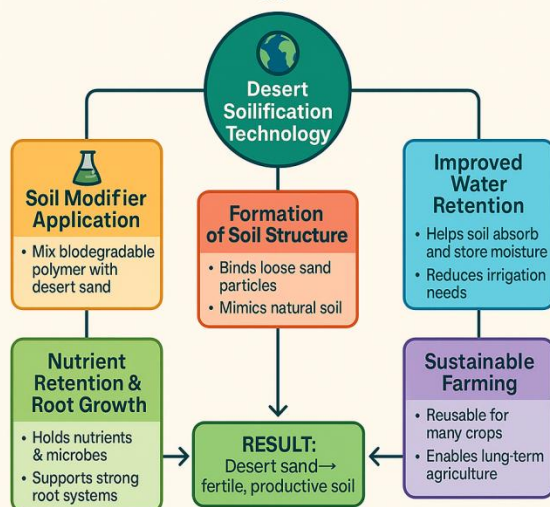 Desert
Soilification
Technology
Soil Modifier
Application
• Mix blodegradable
polymer with
desert sand
Formation
of Soil Structure
• Binds loose sand
particles
• Mimics natural soil
Improved
Water
Retention
• Helps soil absorb
and store moisture
• Reduces irrigation
needs
Nutrient
Retention &
Root Growth
• Holds nutrients
& microbes
• Supports strong
root systems
RESULT:
Desert sand→
fertile, productive soil
Sustainable
Farming
• Reusable for
many crops
• Enables lung-term
agriculture